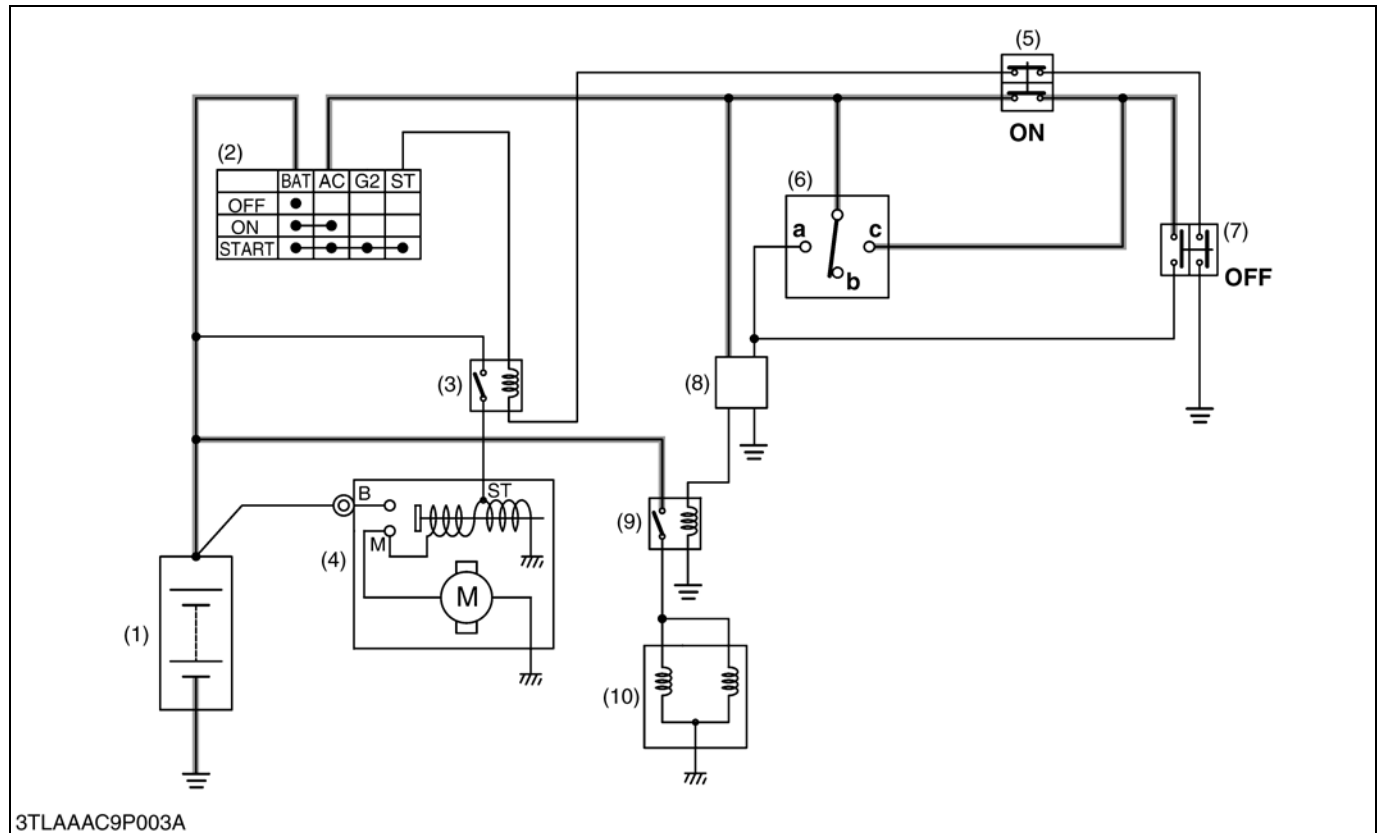 (5)
ON
(2)
BAT AC G2 ST
OFF
ON
START
(6)
a
c
b
(7)
OFF
(3)
(8)
B
ST
M
(4)
M
(9)
(1)
(10)
3TLAAAC9P003A